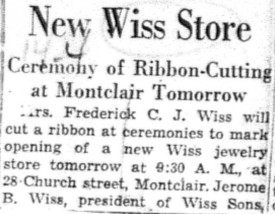 New Wiss Store
Ceremony of Ribbon-Cutting
at Montclair Tomorrow
Mrs. Frederick C. J. Wiss will
cut a ribbon at ceremonies to mark
opening of a new Wiss jewelry
store tomorrow at 9:30 A. M., at
28 Church street, Montclair. Jerome
B. Wiss, president of Wiss Sons,